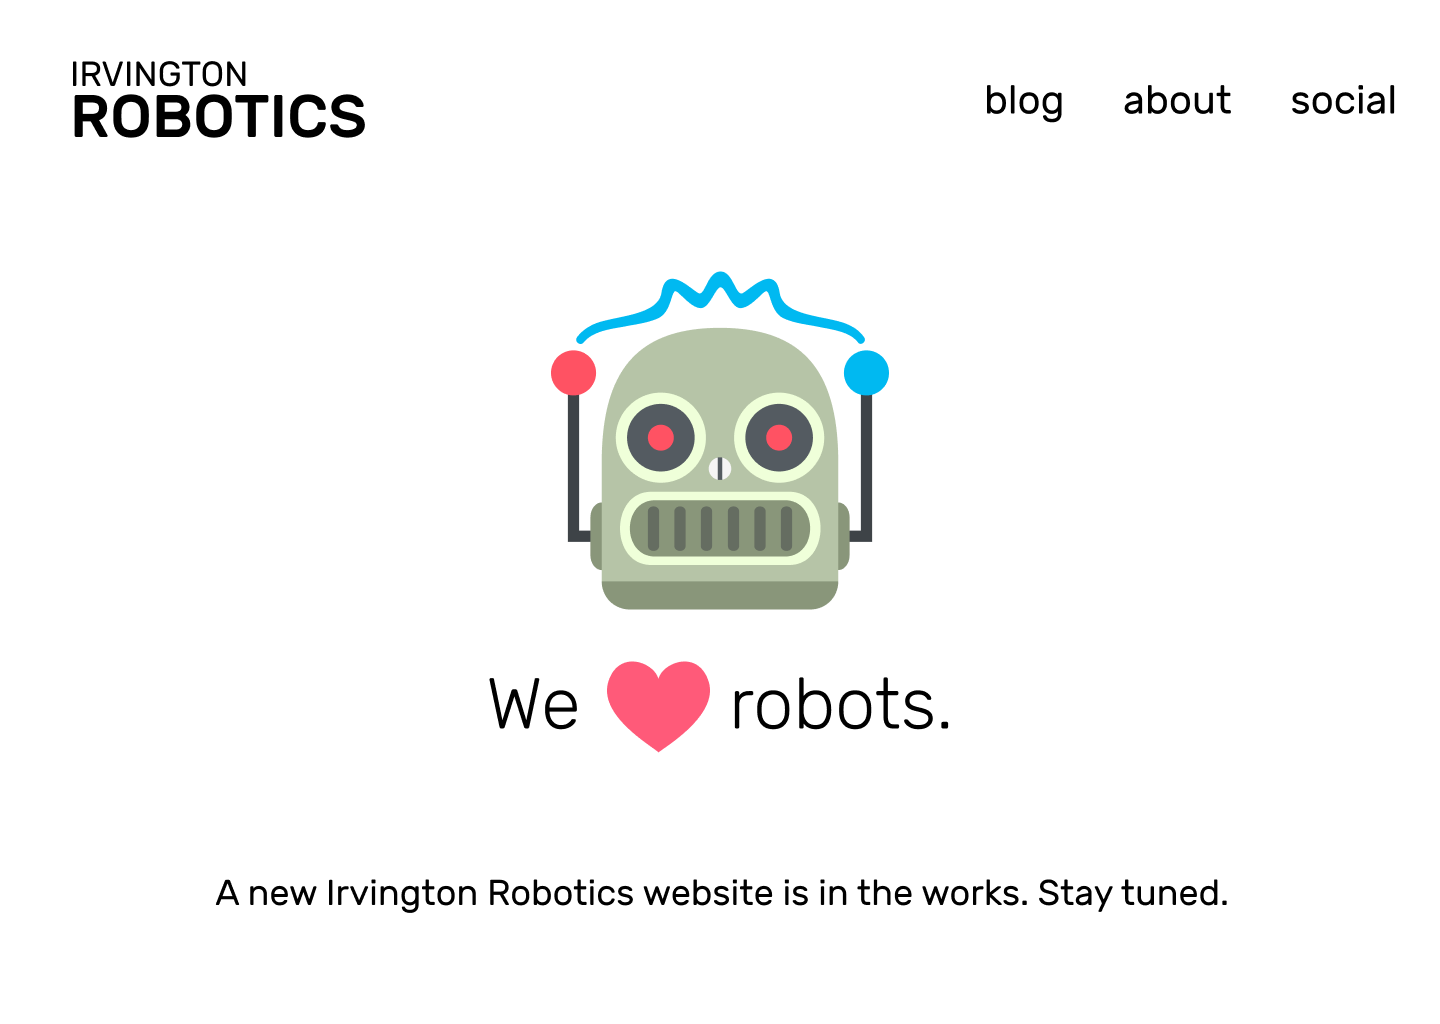 IRVINGTON
ROBOTICS
blog about social
We ❤ robots.
A new Irvington Robotics website is in the works. Stay tuned.